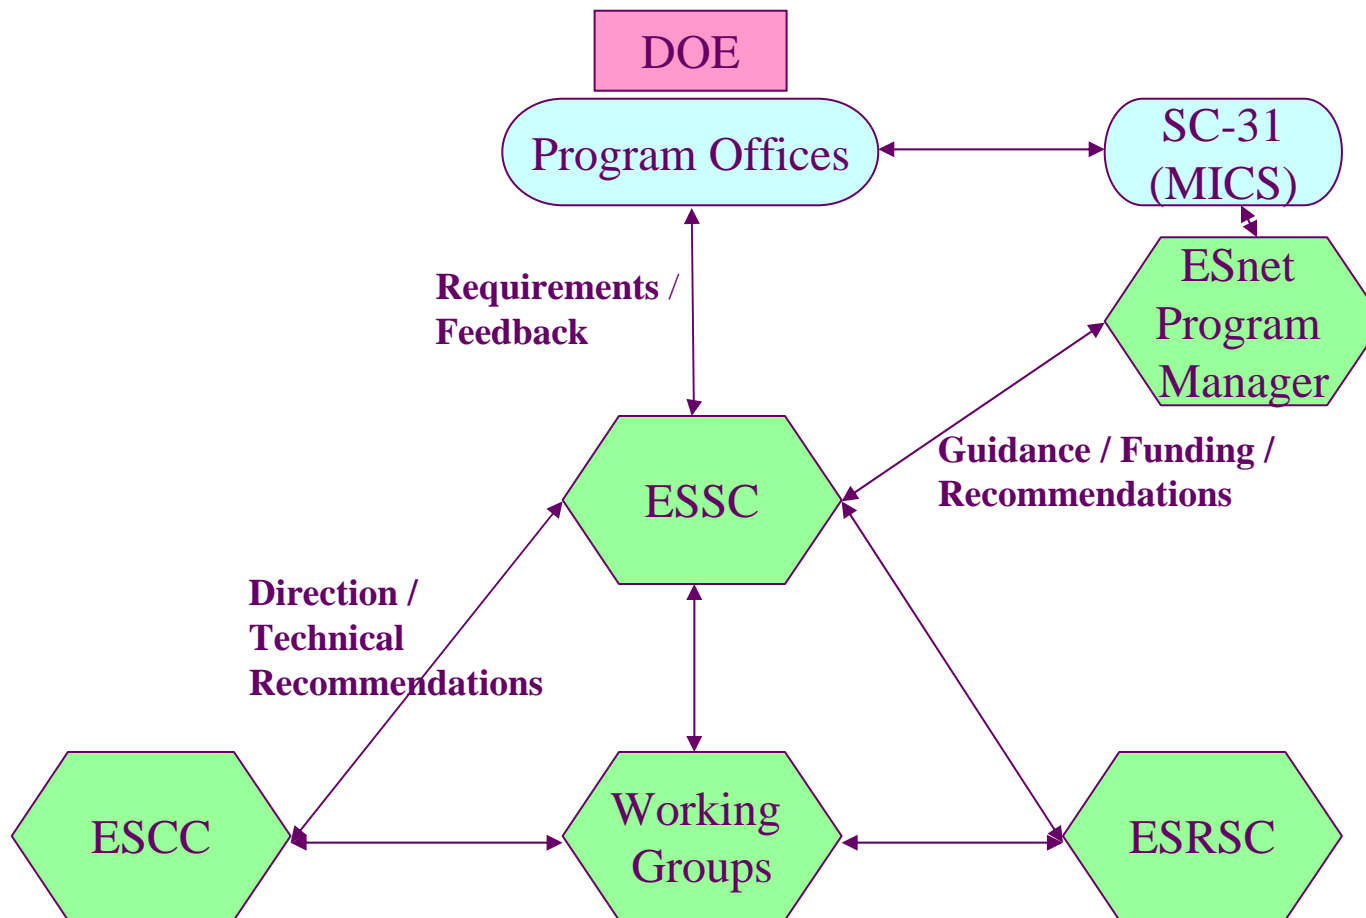 DOE
Program Offices
SC-31
(MICS)
Requirements /
Feedback
ESnet
Program
Manager
Guidance / Funding /
Recommendations
ESSC
Direction /
Technical
Recommendations
ESCC
Working
Groups
ESRSC